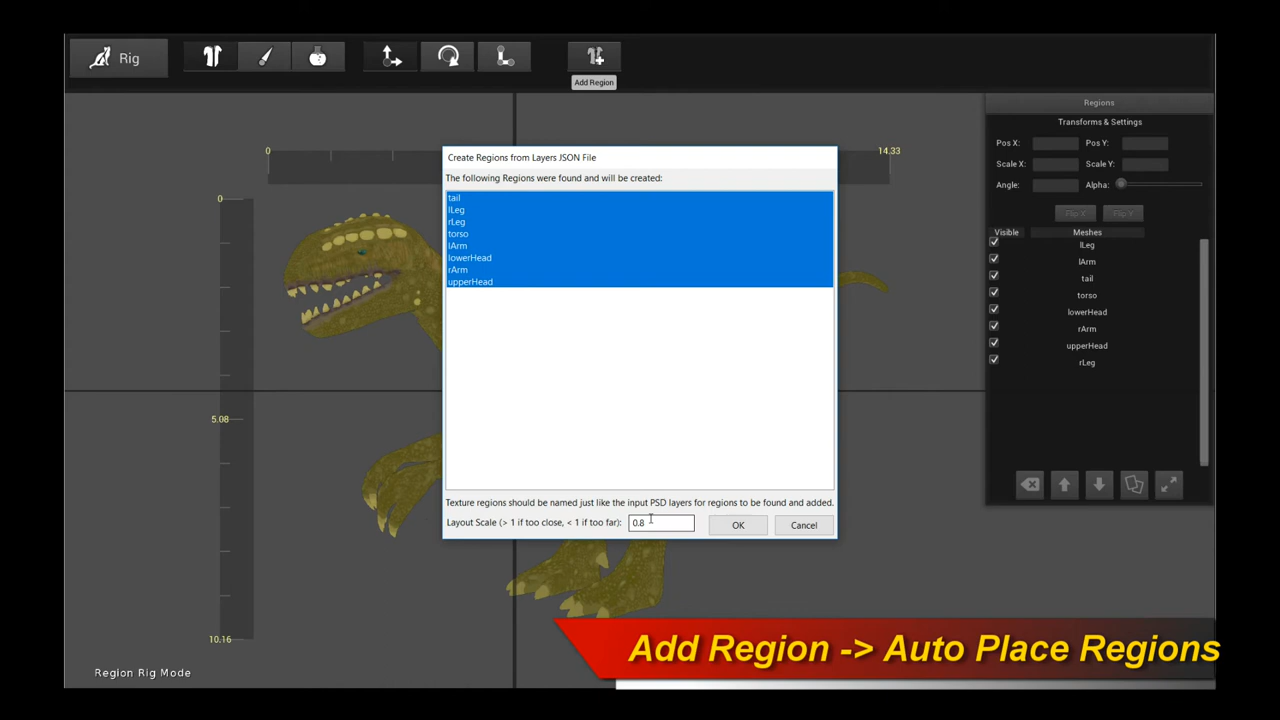 Rig
Add Region
Regions
Transforms & Settings
Pos X:
Pos Y:
Scale X:
Scale Y:
Angle:
Alpha:
Flip X
Flip Y
Visible
Meshes
lLeg
lArm
tail
torso
lowerHead
rArm
upperHead
rLeg
0
14.33
0
5.08
10.16
Create Regions from Layers JSON File
The following Regions were found and will be created:
tail
lLeg
rLeg
torso
lArm
lowerHead
rArm
upperHead
Texture regions should be named just like the input PSD layers for regions to be found and added.
Layout Scale (> 1 if too close, < 1 if too far):
0.8
OK
Cancel
Add Region -> Auto Place Regions
Region Rig Mode